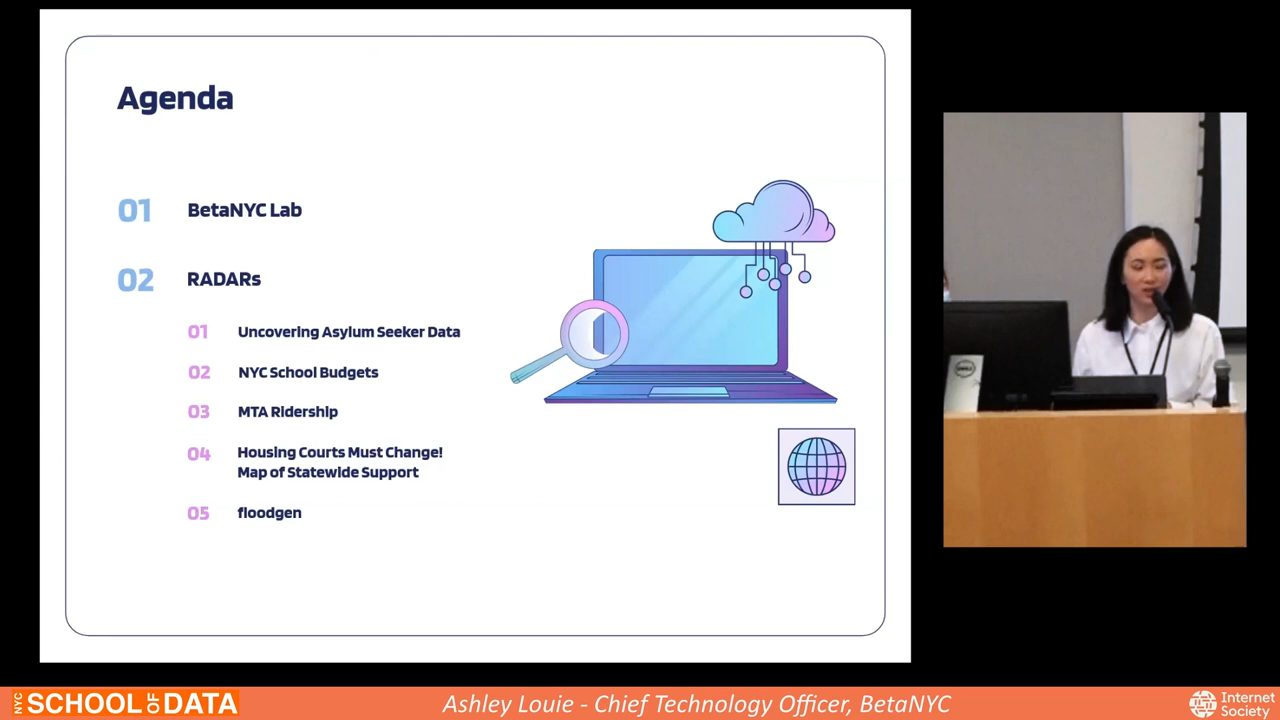 Agenda
01 BetaNYC Lab
02 RADARs
01 Uncovering Asylum Seeker Data
02 NYC School Budgets
03 MTA Ridership
04 Housing Courts Must Change!
Map of Statewide Support
05 floodgen
DELL
NYC SCHOOL OF DATA
Ashley Louie - Chief Technology Officer, BetaNYC
Internet
Society